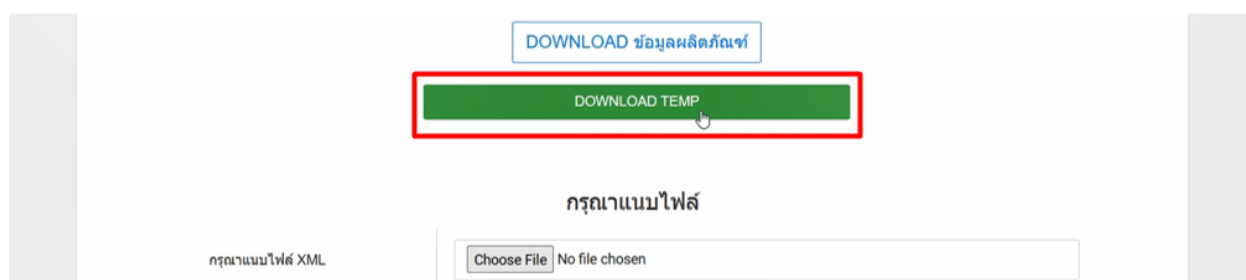 DOWNLOAD ข้อมูลผลิตภัณฑ์
DOWNLOAD TEMP
กรุณาแนบไฟล์
กรุณาแนบไฟล์ XML
Choose File No file chosen